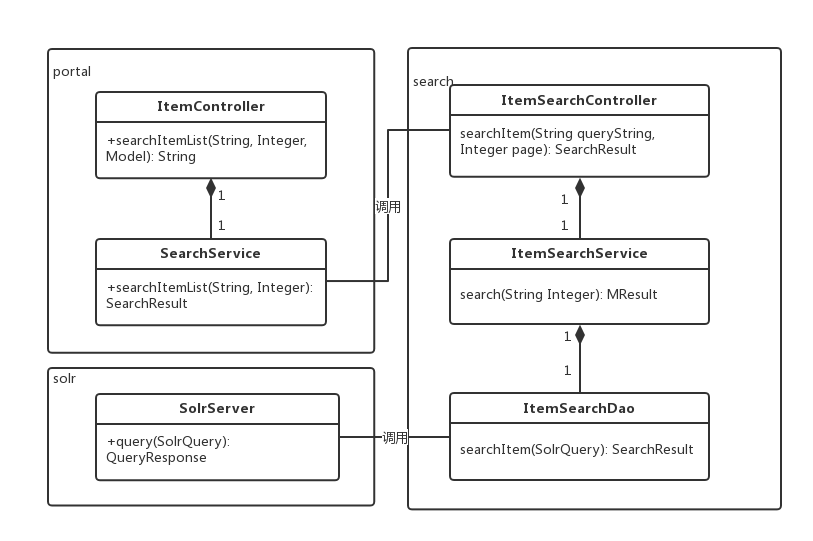 portal
ItemController
+searchItemList(String, Integer,
Model): String
1
1
SearchService
+searchItemList(String, Integer):
SearchResult
调用
search
ItemSearchController
searchItem(String queryString,
Integer page): SearchResult
1
1
ItemSearchService
search(String Integer): MResult
1
1
ItemSearchDao
searchItem(SolrQuery): SearchResult
solr
SolrServer
+query(SolrQuery):
QueryResponse
调用